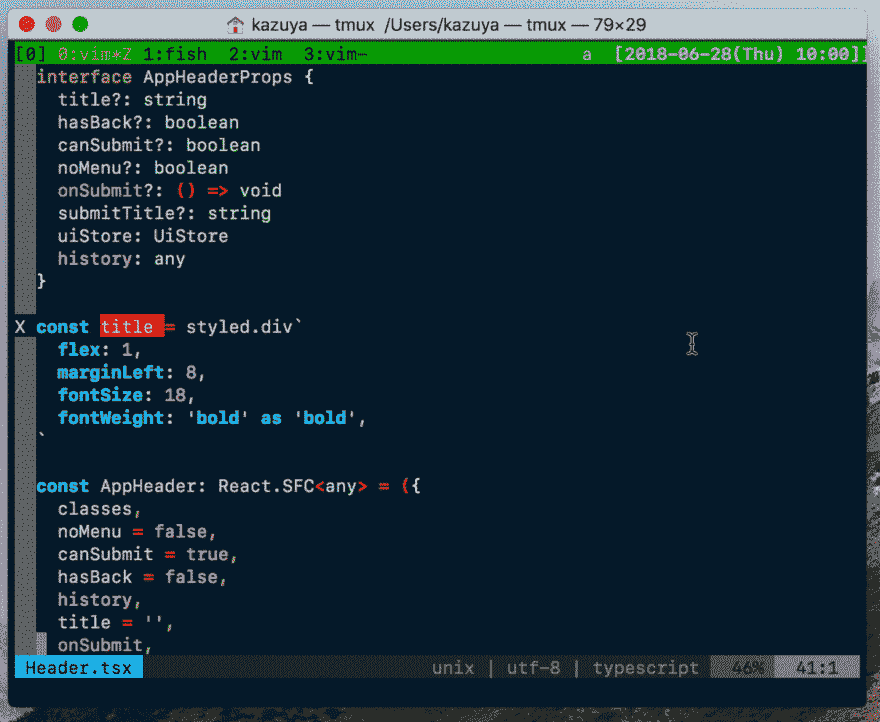 kazuya — tmux /Users/kazuya — tmux — 79×29
[0] 0:vim*Z 1:fish 2:vim 3:vim- a [2018-06-28(Thu) 10:00]]
interface AppHeaderProps {
title?: string
hasBack?: boolean
canSubmit?: boolean
noMenu?: boolean
onSubmit?: () => void
submitTitle?: string
uiStore: UiStore
history: any
}
X const title = styled.div`
flex: 1,
marginLeft: 8,
fontSize: 18,
fontWeight: 'bold' as 'bold',
`
const AppHeader: React.SFC<any> = ({
classes,
noMenu = false,
canSubmit = true,
hasBack = false,
history,
title = '',
onSubmit,
Header.tsx unix | utf-8 | typescript 46% 41:1